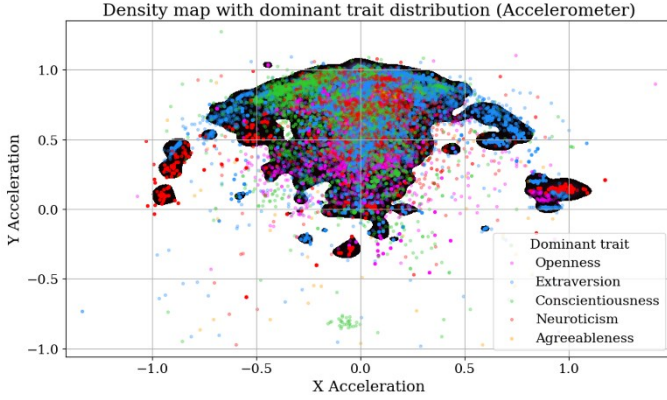 Density map with dominant trait distribution (Accelerometer)
Y Acceleration
1.0
0.5
0.0
−0.5
−1.0
Dominant trait
Openness
Extraversion
Conscientiousness
Neuroticism
Agreeableness
−1.0 −0.5 0.0 0.5 1.0
X Acceleration